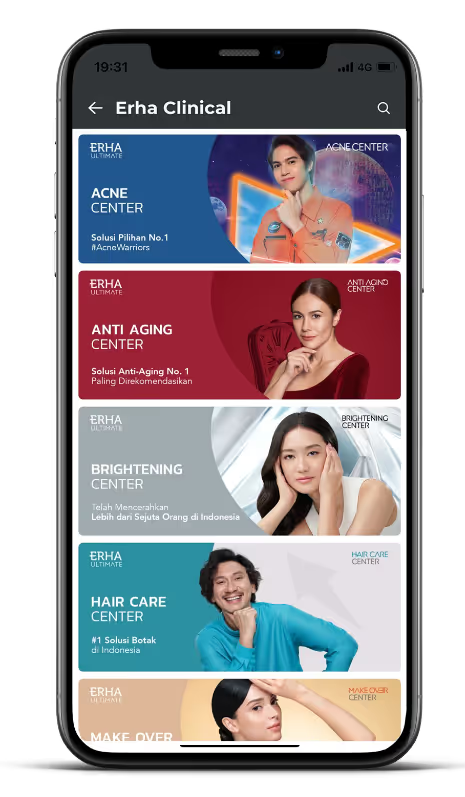 19:31
4G
Erha Clinical
ERHA
ULTIMATE
ACNE CENTER
ACNE
CENTER
Solusi Pilihan No.1
#AcneWarriors
ERHA
ULTIMATE
ANTI AGING
CENTER
ANTI AGING
CENTER
Solusi Anti-Aging No. 1
Paling Direkomendasikan
ERHA
ULTIMATE
BRIGHTENING
CENTER
BRIGHTENING
CENTER
Telah Mencerahkan
Lebih dari Sejuta Orang di Indonesia
ERHA
ULTIMATE
HAIR CARE
CENTER
HAIR CARE
CENTER
#1 Solusi Botak
di Indonesia
ERHA
ULTIMATE
MAKE OVER
CENTER
MAKE OVER